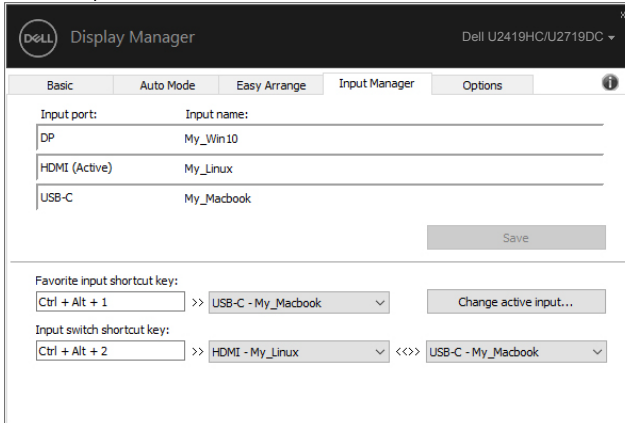 DELL Display Manager Dell U2419HC/U2719DC
Basic Auto Mode Easy Arrange Input Manager Options
Input port: Input name:
DP My_Win10
HDMI (Active) My_Linux
USB-C My_Macbook
Save
Favorite input shortcut key:
Ctrl + Alt + 1 >> USB-C - My_Macbook Change active input...
Input switch shortcut key:
Ctrl + Alt + 2 >> HDMI - My_Linux <<>> USB-C - My_Macbook